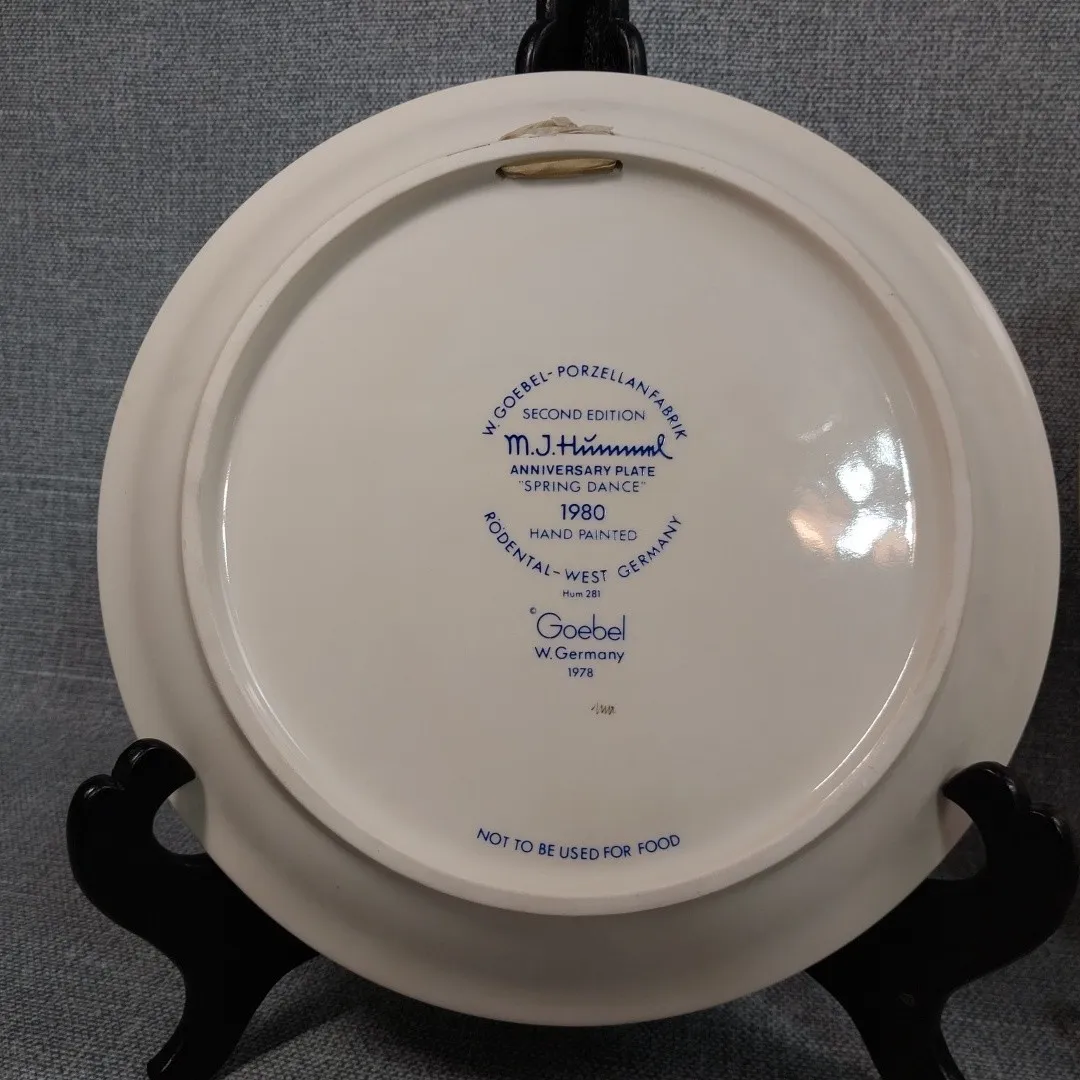 W. GOEBEL-PORZELLANFABRIK
SECOND EDITION
M.J.Hummel
ANNIVERSARY PLATE
"SPRING DANCE"
1980
HAND PAINTED
RÖDENTAL-WEST GERMANY
Hum 281
© Goebel
W. Germany
1978
NOT TO BE USED FOR FOOD